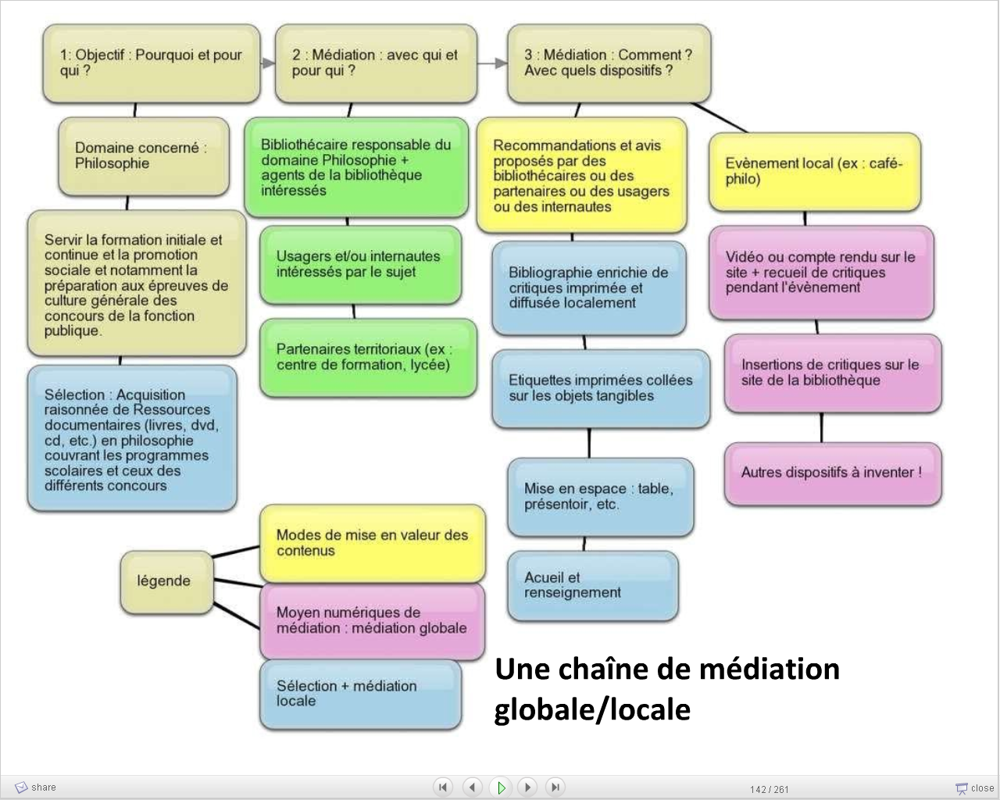 1: Objectif : Pourquoi et pour
qui ?
2 : Médiation : avec qui et
pour qui ?
3 : Médiation : Comment ?
Avec quels dispositifs ?
Domaine concerné :
Philosophie
Servir la formation initiale et
continue et la promotion
sociale et notamment la
préparation aux épreuves de
culture générale des
concours de la fonction
publique.
Sélection : Acquisition
raisonnée de Ressources
documentaires (livres, dvd,
cd, etc.) en philosophie
couvrant les programmes
scolaires et ceux des
différents concours
Bibliothécaire responsable du
domaine Philosophie +
agents de la bibliothèque
intéressés
Usagers et/ou internautes
intéressés par le sujet
Partenaires territoriaux (ex :
centre de formation, lycée)
Recommandations et avis
proposés par des
bibliothécaires ou des
partenaires ou des usagers
ou des internautes
Bibliographie enrichie de
critiques imprimée et
diffusée localement
Etiquettes imprimées collées
sur les objets tangibles
Mise en espace : table,
présentoir, etc.
Acueil et
renseignement
Evènement local (ex : café-
philo)
Vidéo ou compte rendu sur le
site + recueil de critiques
pendant l'évènement
Insertions de critiques sur le
site de la bibliothèque
Autres dispositifs à inventer !
légende
Modes de mise en valeur des
contenus
Moyen numériques de
médiation : médiation globale
Sélection + médiation
locale
Une chaîne de médiation
globale/locale
share
142 / 261
close